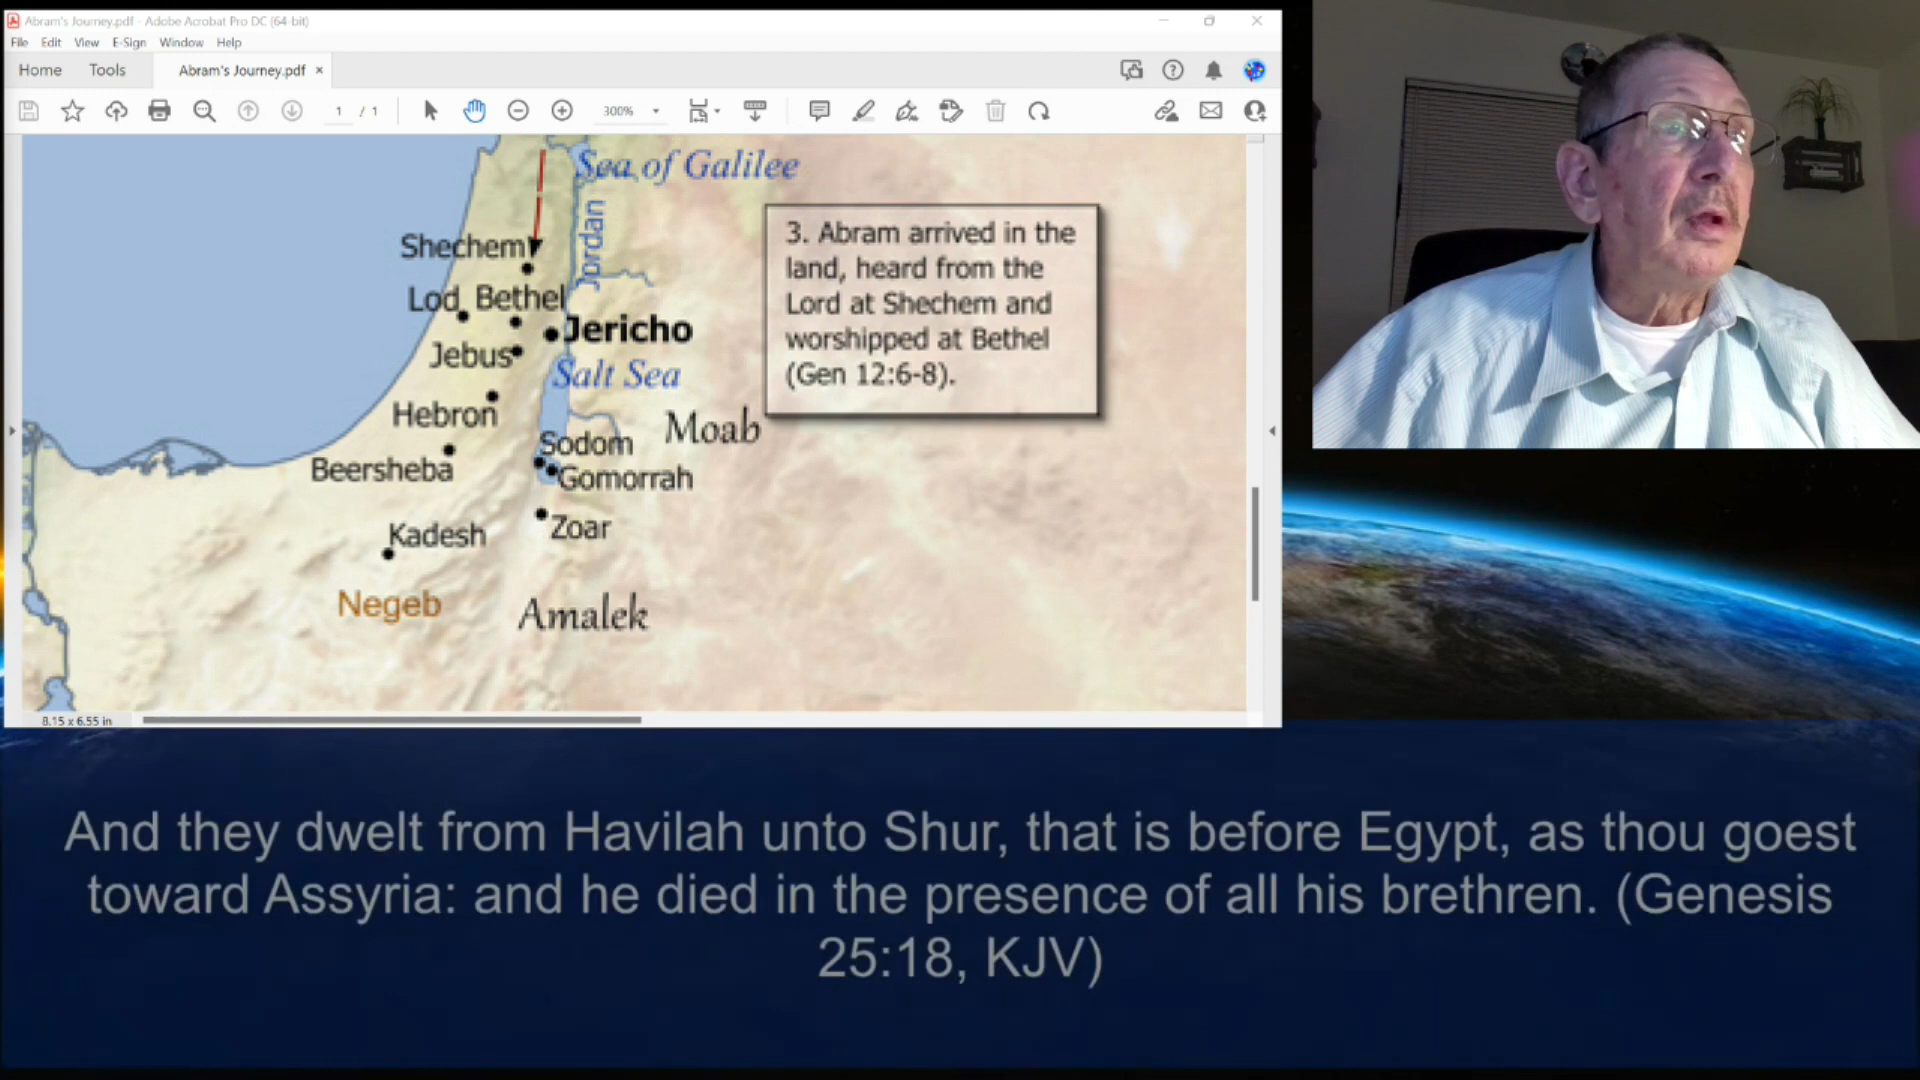 Abram's Journey.pdf - Adobe Acrobat Pro DC (64-bit)
File Edit View E-Sign Window Help
Home Tools Abram's Journey.pdf ×
1 / 1 300%
Sea of Galilee
Jordan
Shechem
Lod Bethel
Jericho
Jebus
Salt Sea
Hebron
Moab
Sodom
Beersheba
Gomorrah
Zoar
Kadesh
Negeb
Amalek
3. Abram arrived in the
land, heard from the
Lord at Shechem and
worshipped at Bethel
(Gen 12:6-8).
8.15 x 6.55 in
And they dwelt from Havilah unto Shur, that is before Egypt, as thou goest
toward Assyria: and he died in the presence of all his brethren. (Genesis
25:18, KJV)